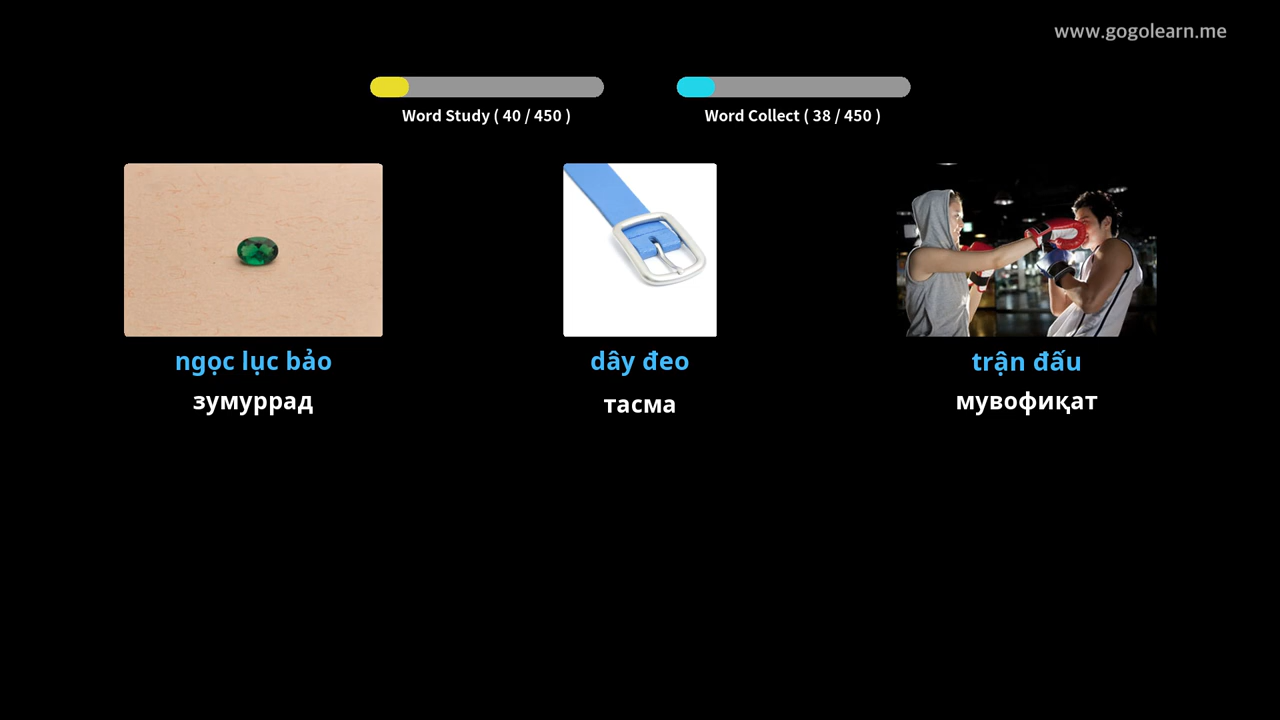 www.gogolearn.me
Word Study ( 40 / 450 )
Word Collect ( 38 / 450 )
ngọc lục bảo
dây đeo
trận đấu
зумуррад
тасма
мувофиқат